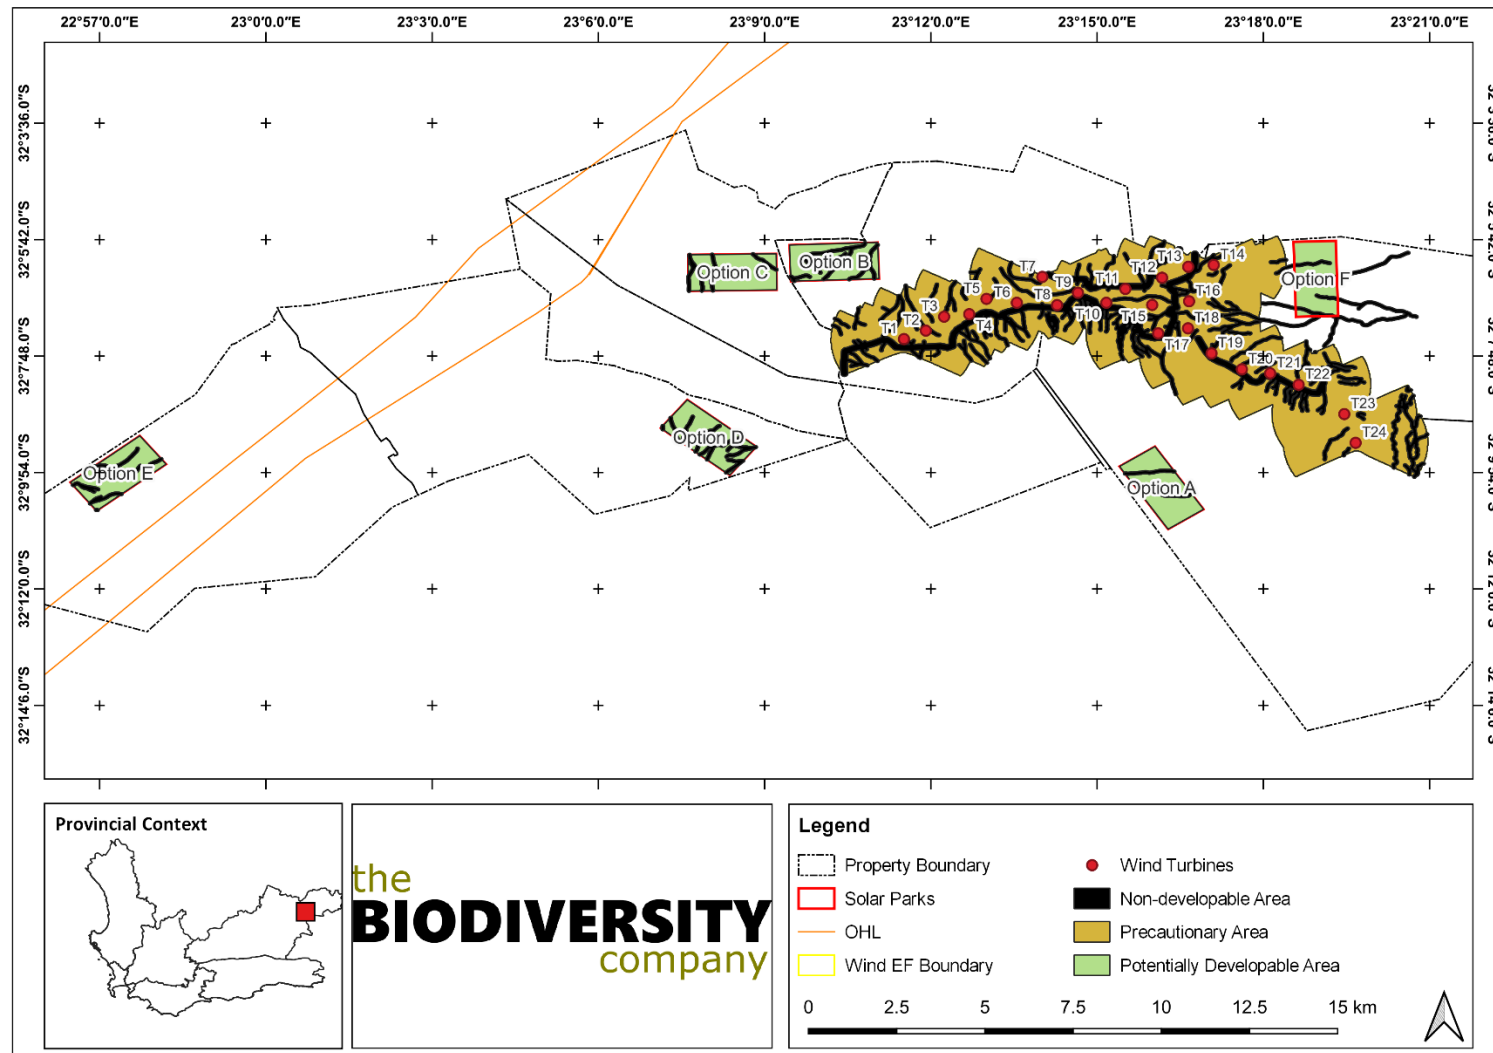 22°57'0.0"E 23°0'0.0"E 23°3'0.0"E 23°6'0.0"E 23°9'0.0"E 23°12'0.0"E 23°15'0.0"E 23°18'0.0"E 23°21'0.0"E
32°3'36.0"S
32°5'42.0"S
32°7'48.0"S
32°9'54.0"S
32°12'0.0"S
32°14'6.0"S
Option C
Option B
Option F
Option D
Option E
Option A
T1
T2
T3
T4
T5
T6
T7
T8
T9
T10
T11
T12
T13
T14
T15
T16
T17
T18
T19
T20
T21
T22
T23
T24
Provincial Context
the
BIODIVERSITY
company
Legend
Property Boundary
Solar Parks
OHL
Wind EF Boundary
Wind Turbines
Non-developable Area
Precautionary Area
Potentially Developable Area
0 2.5 5 7.5 10 12.5 15 km